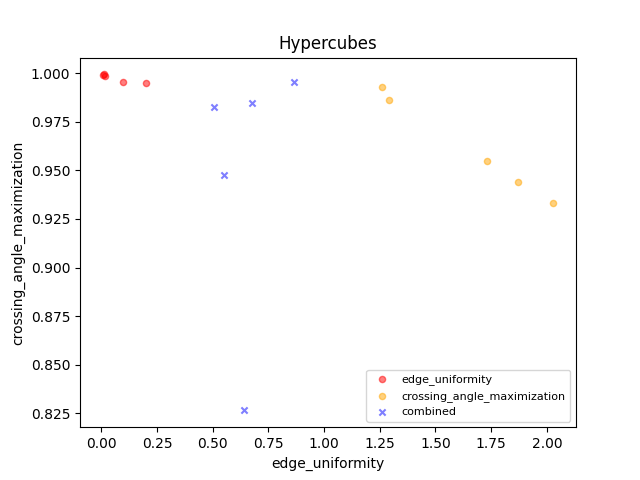 Hypercubes
crossing_angle_maximization
1.000
0.975
0.950
0.925
0.900
0.875
0.850
0.825
edge_uniformity
crossing_angle_maximization
combined
0.00
0.25
0.50
0.75
1.00
1.25
1.50
1.75
2.00
edge_uniformity